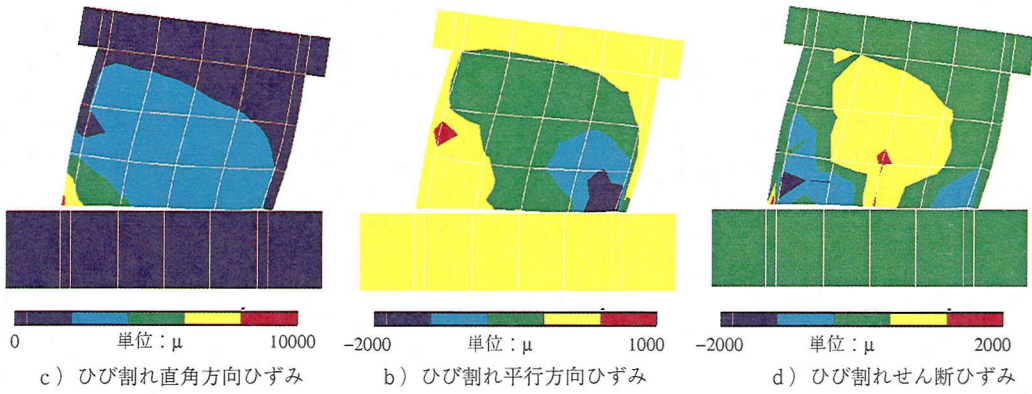 0 単位：μ 10000
c）ひび割れ直角方向ひずみ
−2000 単位：μ 1000
b）ひび割れ平行方向ひずみ
−2000 単位：μ 2000
d）ひび割れせん断ひずみ